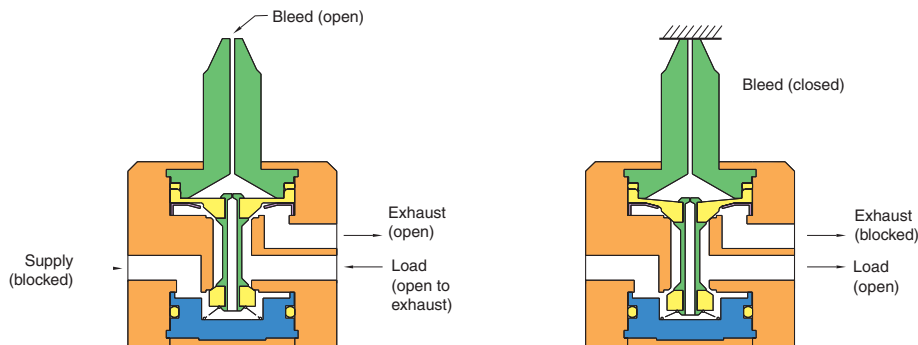 Bleed (open)
Exhaust
(open)
Supply
(blocked)
Load
(open to
exhaust)
Bleed (closed)
Exhaust
(blocked)
Load
(open)